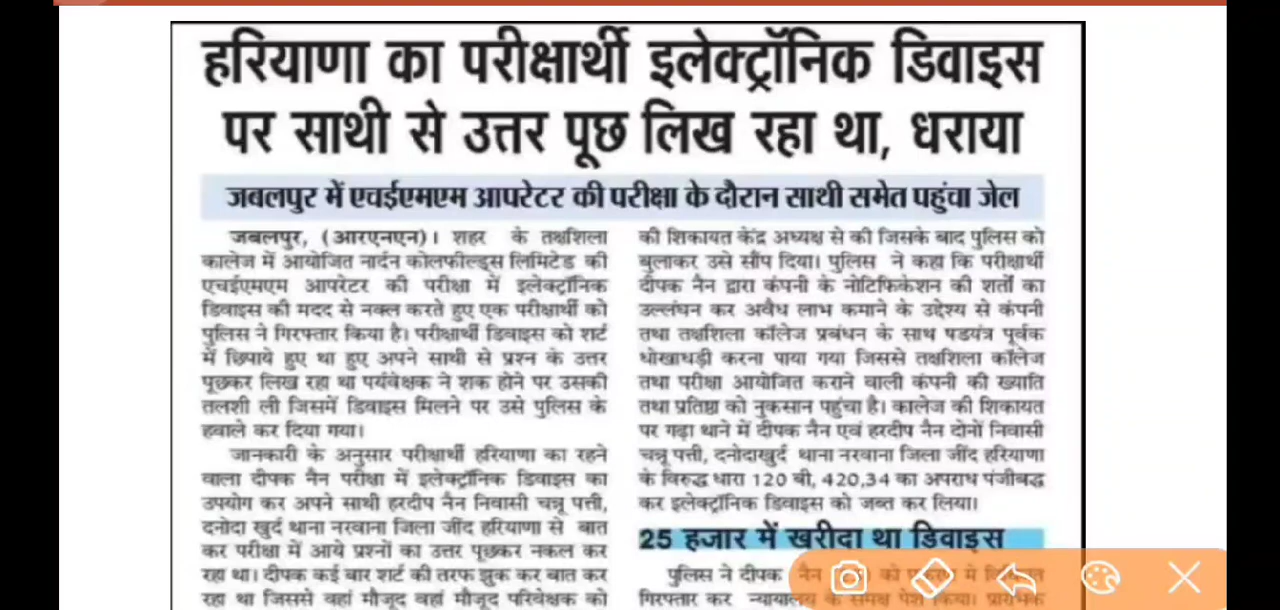 हरियाणा का परीक्षार्थी इलेक्ट्रॉनिक डिवाइस
पर साथी से उत्तर पूछ लिख रहा था, धराया
जबलपुर में एचईएमएम आपरेटर की परीक्षा के दौरान साथी समेत पहुंचा जेल
जबलपुर, (आरएनएन)। शहर के तक्षशिला
कालेज में आयोजित नार्दन कोलफील्ड्स लिमिटेड की
एचईएमएम आपरेटर की परीक्षा में इलेक्ट्रॉनिक
डिवाइस की मदद से नक्ल करते हुए एक परीक्षार्थी को
पुलिस ने गिरफ्तार किया है। परीक्षार्थी डिवाइस को शर्ट
में छिपाये हुए था हुए अपने साथी से प्रश्न के उत्तर
पूछकर लिख रहा था पर्यवेक्षक ने शक होने पर उसकी
तलशी ली जिसमें डिवाइस मिलने पर उसे पुलिस के
हवाले कर दिया गया।
जानकारी के अनुसार परीक्षार्थी हरियाणा का रहने
वाला दीपक नैन परीक्षा में इलेक्ट्रॉनिक डिवाइस का
उपयोग कर अपने साथी हरदीप नैन निवासी चन्नू पत्ती,
दनोदा खुर्द थाना नरवाना जिला जींद हरियाणा से बात
कर परीक्षा में आये प्रश्नों का उत्तर पूछकर नकल कर
रहा था। दीपक कई बार शर्ट की तरफ झुक कर बात कर
रहा था जिससे वहां मौजूद वहां मौजूद परिवेक्षक को
की शिकायत केंद्र अध्यक्ष से की जिसके बाद पुलिस को
बुलाकर उसे सौंप दिया। पुलिस ने कहा कि परीक्षार्थी
दीपक नैन द्वारा कंपनी के नोटिफिकेशन की शर्तों का
उल्लंघन कर अवैध लाभ कमाने के उद्देश्य से कंपनी
तथा तक्षशिला कॉलेज प्रबंधन के साथ षडयंत्र पूर्वक
धोखाधड़ी करना पाया गया जिससे तक्षशिला कॉलेज
तथा परीक्षा आयोजित कराने वाली कंपनी की ख्याति
तथा प्रतिष्ठा को नुकसान पहुंचा है। कालेज की शिकायत
पर गढ़ा थाने में दीपक नैन एवं हरदीप नैन दोनों निवासी
चन्नू पत्ती, दनोदाखुर्द थाना नरवाना जिला जींद हरियाणा
के विरुद्ध धारा 120 बी, 420,34 का अपराध पंजीबद्ध
कर इलेक्ट्रॉनिक डिवाइस को जब्त कर लिया।
25 हजार में खरीदा था डिवाइस
पुलिस ने दीपक नैन को
गिरफ्तार कर न्यायालय के समक्ष पेश किया। प्रारंभिक